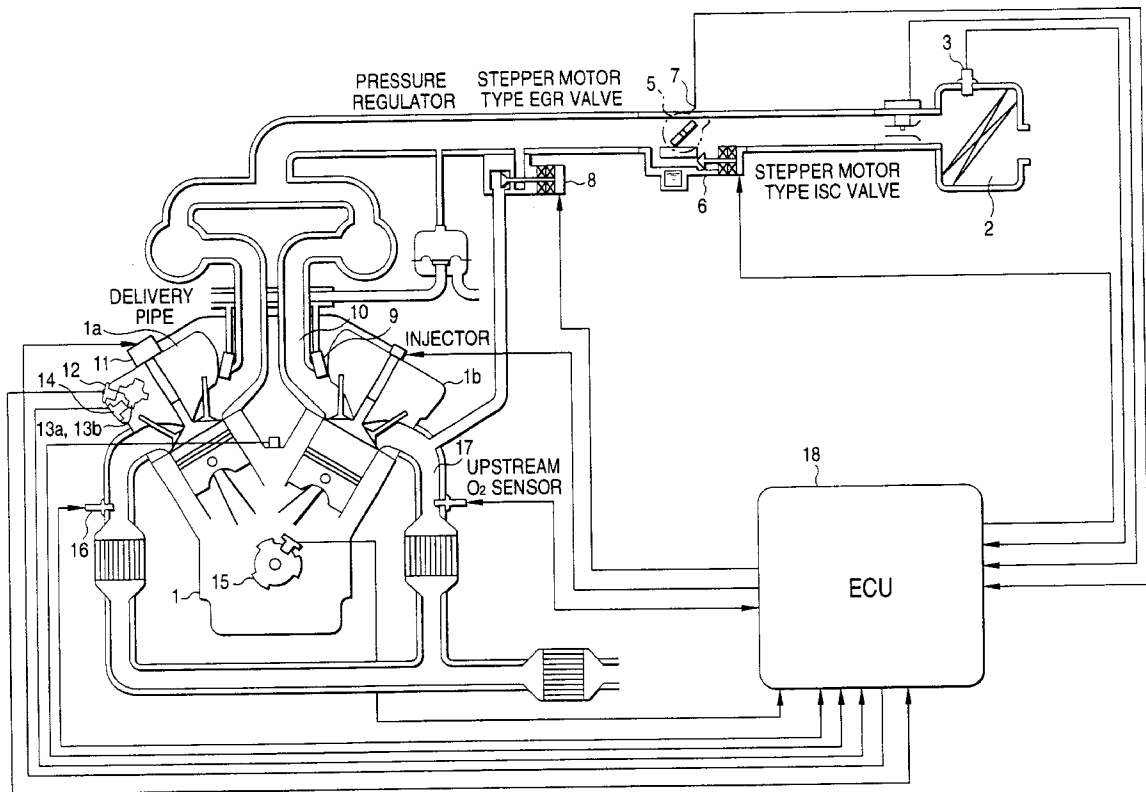 3
7
PRESSURE
REGULATOR
STEPPER MOTOR
TYPE EGR VALVE
5
8
6
STEPPER MOTOR
TYPE ISC VALVE
2
DELIVERY
PIPE
1a
10
9
INJECTOR
11
12
14
13a, 13b
1b
17
UPSTREAM
O2 SENSOR
18
16
15
1
ECU